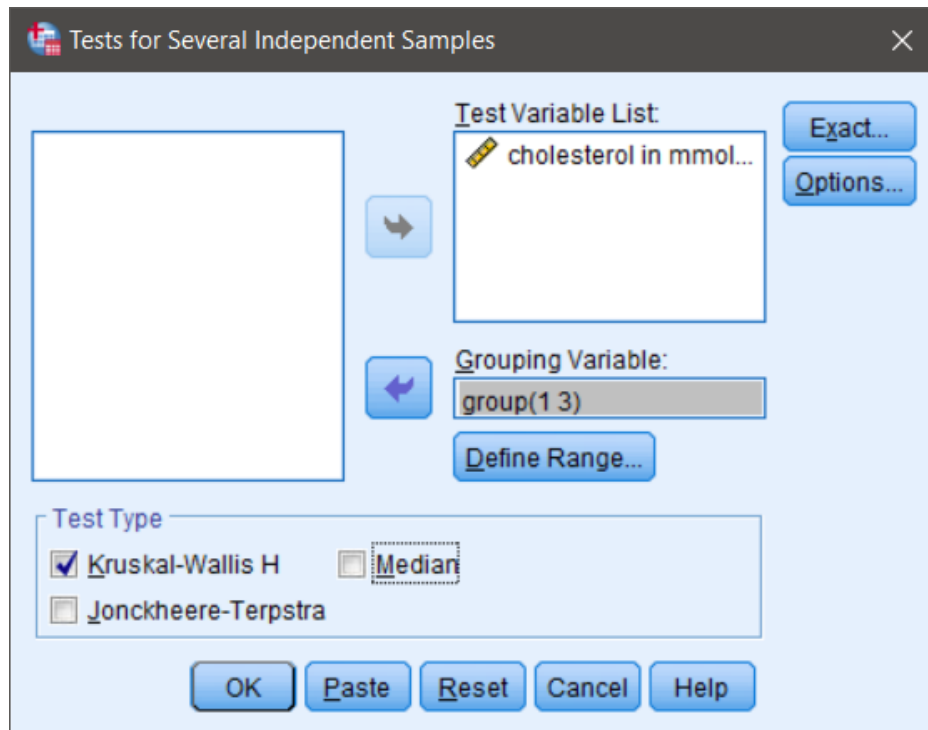 Tests for Several Independent Samples
Test Variable List:
cholesterol in mmol...
Exact...
Options...
Grouping Variable:
group(1 3)
Define Range...
Test Type
Kruskal-Wallis H
Median
Jonckheere-Terpstra
OK
Paste
Reset
Cancel
Help